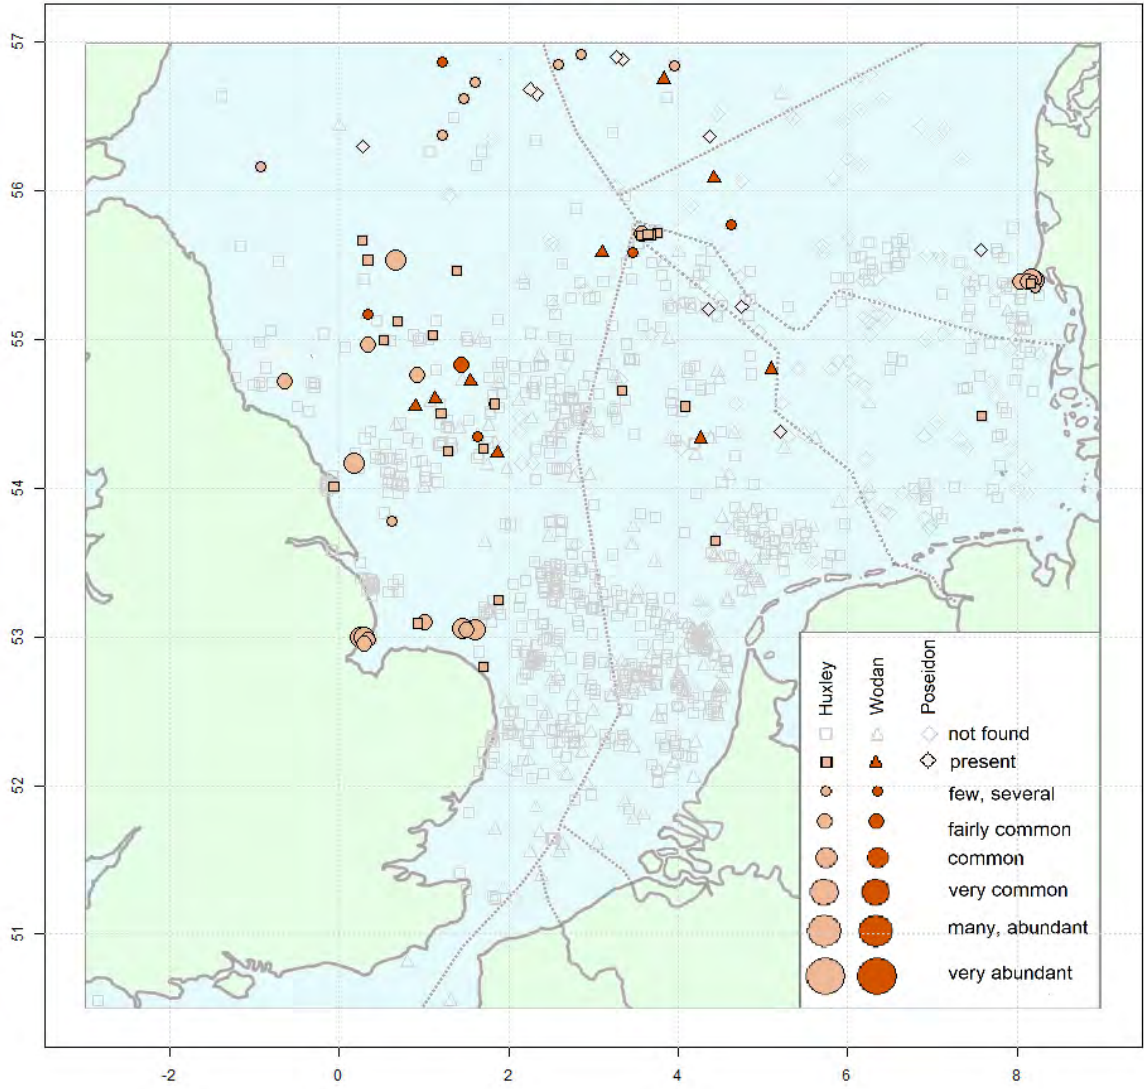 57
56
55
54
53
52
51
Huxley
Wodan
Poseidon
not found
present
few, several
fairly common
common
very common
many, abundant
very abundant
-2 0 2 4 6 8